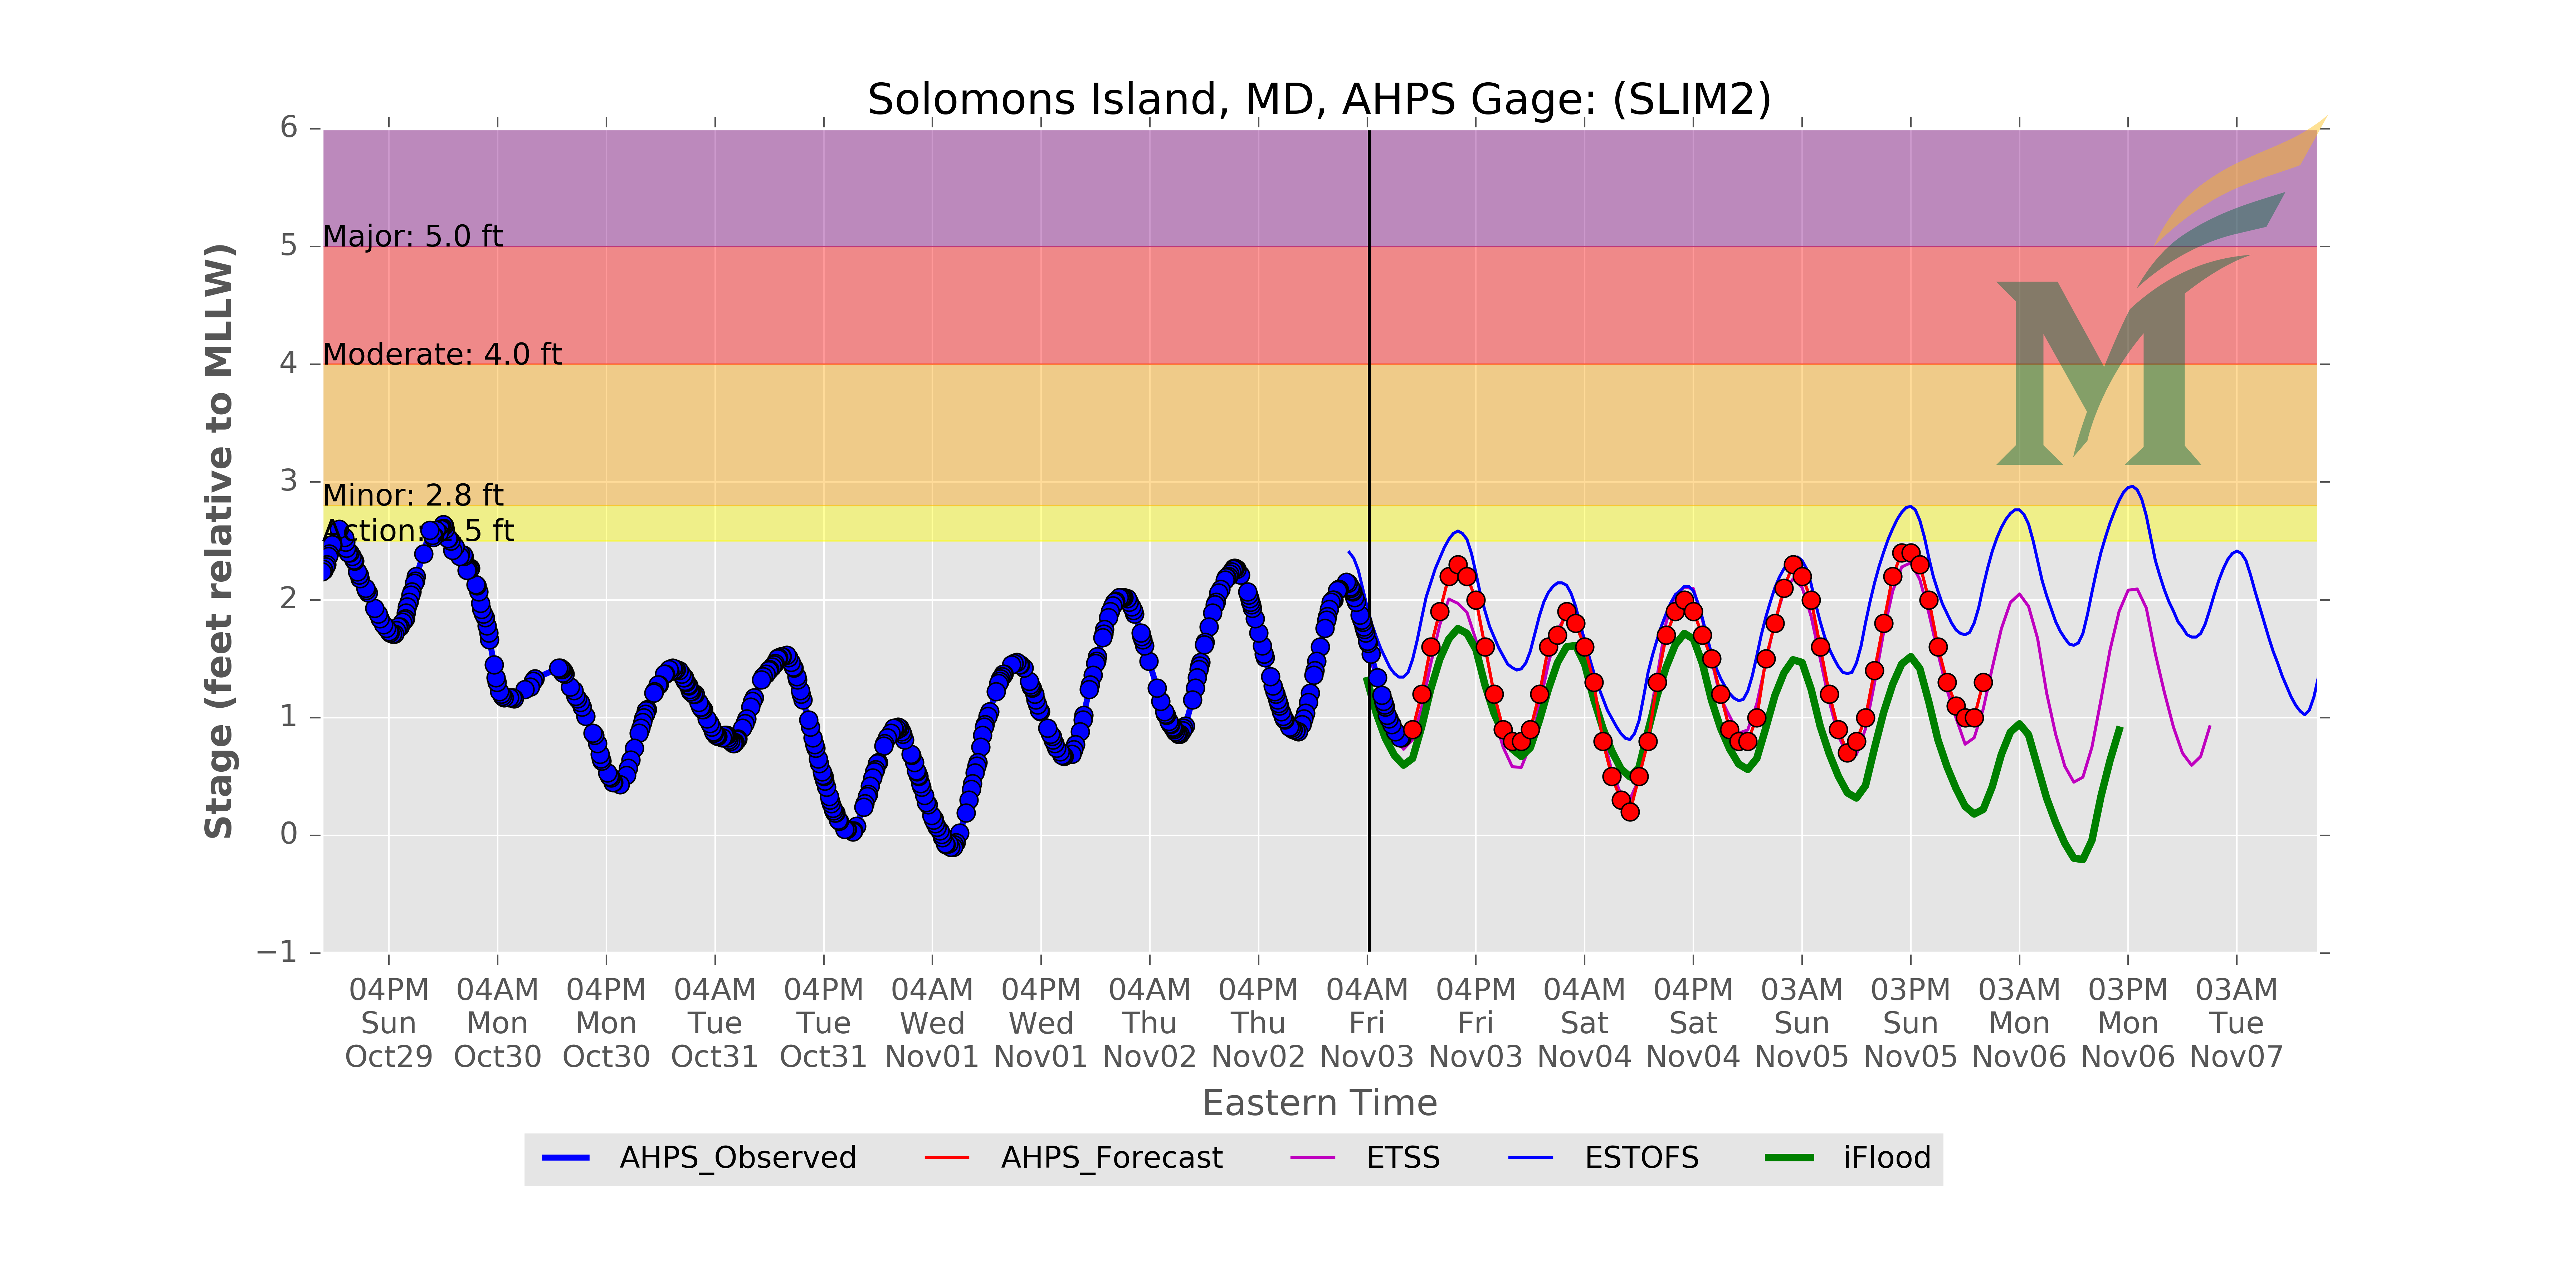 Solomons Island, MD, AHPS Gage: (SLIM2)
Stage (feet relative to MLLW)
6
5
4
3
2
1
0
−1
Major: 5.0 ft
Moderate: 4.0 ft
Minor: 2.8 ft
Action: 2.5 ft
M
04PM Sun Oct29
04AM Mon Oct30
04PM Mon Oct30
04AM Tue Oct31
04PM Tue Oct31
04AM Wed Nov01
04PM Wed Nov01
04AM Thu Nov02
04PM Thu Nov02
04AM Fri Nov03
04PM Fri Nov03
04AM Sat Nov04
04PM Sat Nov04
03AM Sun Nov05
03PM Sun Nov05
03AM Mon Nov06
03PM Mon Nov06
03AM Tue Nov07
Eastern Time
AHPS_Observed AHPS_Forecast ETSS ESTOFS iFlood